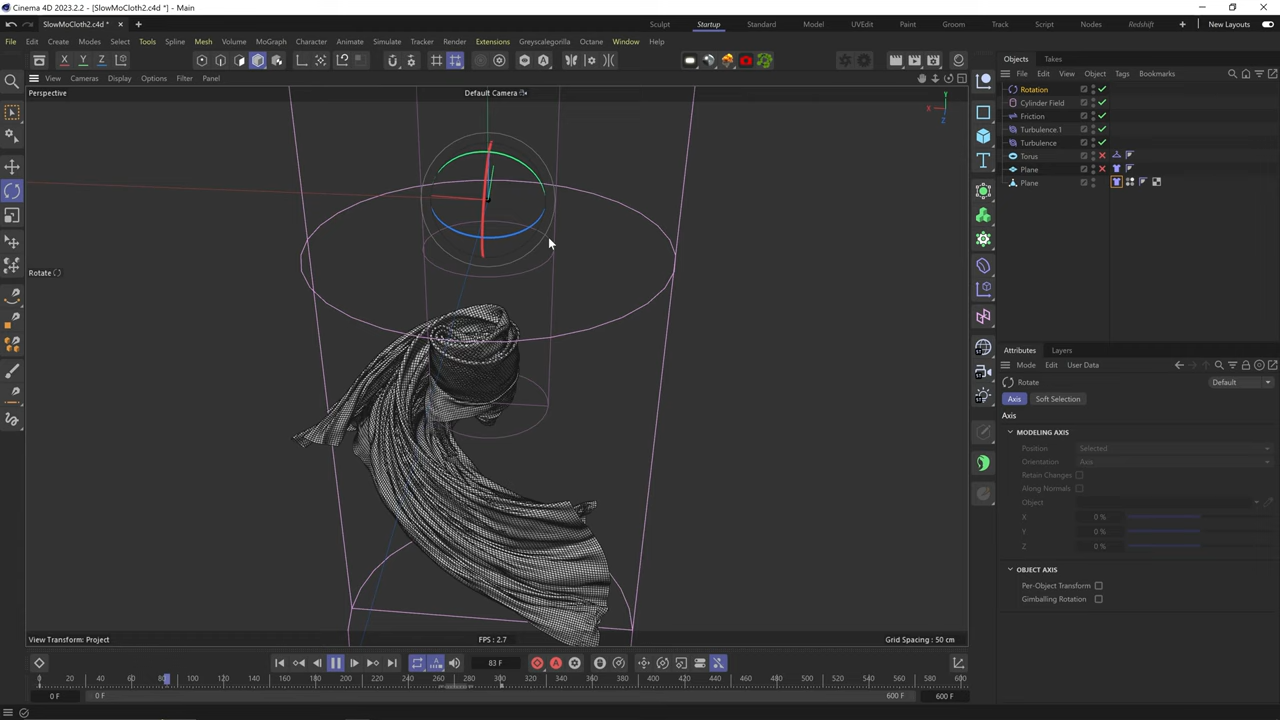 Cinema 4D 2023.2.2 - [SlowMoCloth2.c4d *] - Main
SlowMoCloth2.c4d *
Sculpt
Startup
Standard
Model
UVEdit
Paint
Groom
Track
Script
Nodes
Redshift
New Layouts
File
Edit
Create
Modes
Select
Tools
Spline
Mesh
Volume
MoGraph
Character
Animate
Simulate
Tracker
Render
Extensions
Greyscalegorilla
Octane
Window
Help
X
Y
Z
Objects
Takes
View
Cameras
Display
Options
Filter
Panel
File
Edit
View
Object
Tags
Bookmarks
Perspective
Default Camera
Y
X
Z
Rotation
Cylinder Field
Friction
Turbulence.1
Turbulence
Torus
Plane
Plane
Rotate
Attributes
Layers
Mode
Edit
User Data
Rotate
Default
Axis
Soft Selection
Axis
MODELING AXIS
Position
Selected
Orientation
Axis
Retain Changes
Along Normals
Object
X
0 %
Y
0 %
Z
0 %
OBJECT AXIS
Per-Object Transform
Gimballing Rotation
View Transform: Project
FPS : 2.7
Grid Spacing : 50 cm
83 F
0 20 40 60 80 100 120 140 160 180 200 220 240 260 280 300 320 340 360 380 400 420 440 460 480 500 520 540 560 580 600
0 F
0 F
600 F
600 F